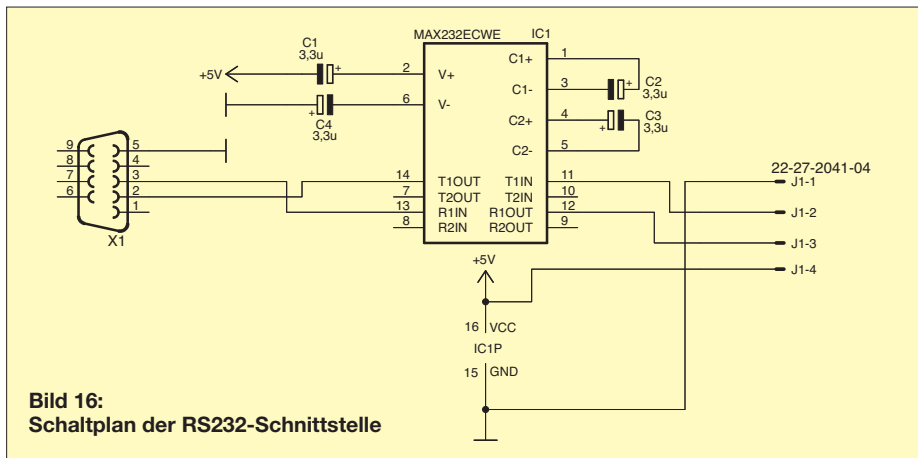 MAX232ECWE IC1
C1
3,3u
+5V
+
2
V+
6
V-
+
C4
3,3u
C1+
1
C1-
3
+
C2
3,3u
C2+
4
+
C3
3,3u
C2-
5
9
8
7
6
5
4
3
2
1
X1
14
T1OUT
7
T2OUT
13
R1IN
8
R2IN
T1IN
11
T2IN
10
R1OUT
12
R2OUT
9
22-27-2041-04
J1-1
J1-2
J1-3
J1-4
+5V
16 VCC
IC1P
15 GND
Bild 16:
Schaltplan der RS232-Schnittstelle